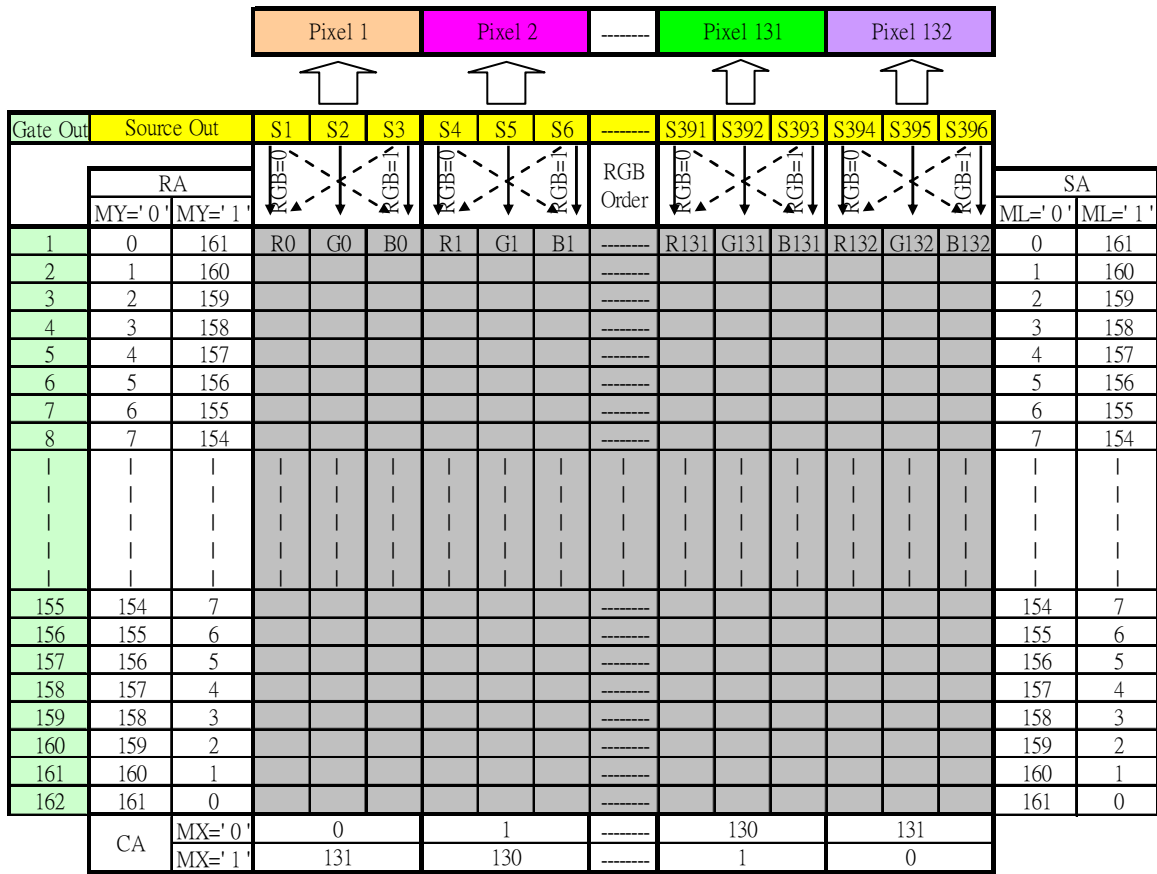 Pixel 1 Pixel 2 -------- Pixel 131 Pixel 132
Gate Out Source Out S1 S2 S3 S4 S5 S6 -------- S391 S392 S393 S394 S395 S396
RGB=0 RGB=1 RGB=0 RGB=1 RGB Order RGB=0 RGB=1 RGB=0 RGB=1
RA SA
MY='0' MY='1' ML='0' ML='1'
1 0 161 R0 G0 B0 R1 G1 B1 -------- R131 G131 B131 R132 G132 B132 0 161
2 1 160 -------- 1 160
3 2 159 -------- 2 159
4 3 158 -------- 3 158
5 4 157 -------- 4 157
6 5 156 -------- 5 156
7 6 155 -------- 6 155
8 7 154 -------- 7 154
155 154 7 -------- 154 7
156 155 6 -------- 155 6
157 156 5 -------- 156 5
158 157 4 -------- 157 4
159 158 3 -------- 158 3
160 159 2 -------- 159 2
161 160 1 -------- 160 1
162 161 0 -------- 161 0
CA MX='0' 0 1 -------- 130 131
MX='1' 131 130 -------- 1 0